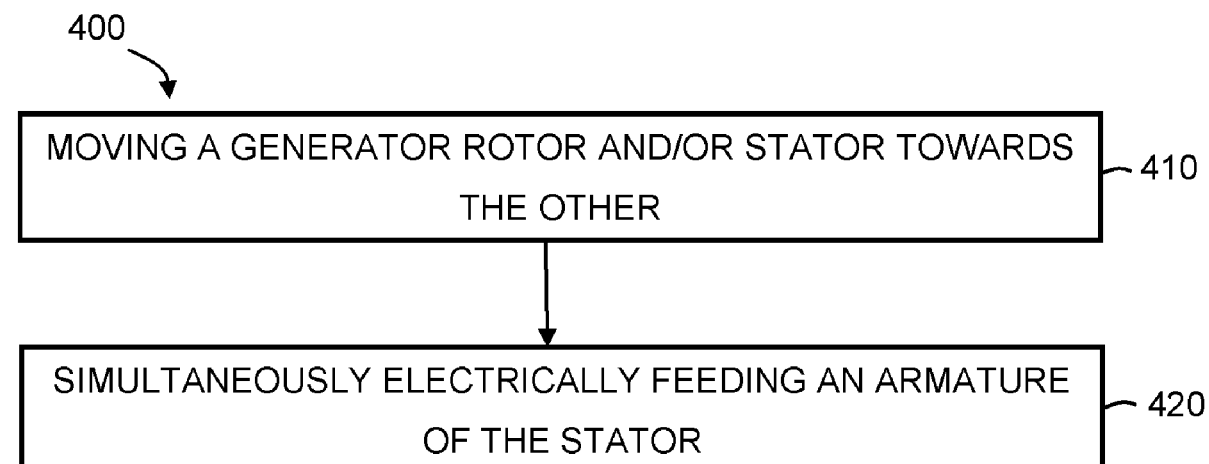 400
MOVING A GENERATOR ROTOR AND/OR STATOR TOWARDS
THE OTHER
410
SIMULTANEOUSLY ELECTRICALLY FEEDING AN ARMATURE
OF THE STATOR
420